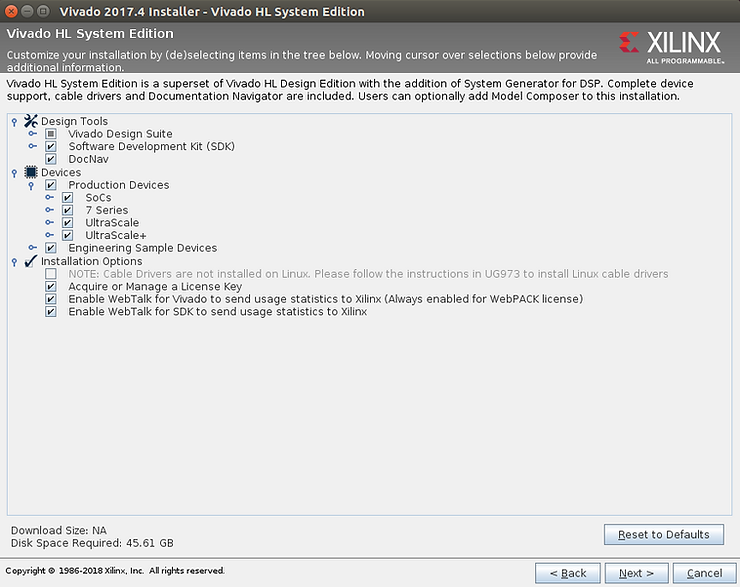 Vivado 2017.4 Installer - Vivado HL System Edition
Vivado HL System Edition
Customize your installation by (de)selecting items in the tree below. Moving cursor over selections below provide
additional information.
XILINX
ALL PROGRAMMABLE™
Vivado HL System Edition is a superset of Vivado HL Design Edition with the addition of System Generator for DSP. Complete device
support, cable drivers and Documentation Navigator are included. Users can optionally add Model Composer to this installation.
Design Tools
Vivado Design Suite
Software Development Kit (SDK)
DocNav
Devices
Production Devices
SoCs
7 Series
UltraScale
UltraScale+
Engineering Sample Devices
Installation Options
NOTE: Cable Drivers are not installed on Linux. Please follow the instructions in UG973 to install Linux cable drivers
Acquire or Manage a License Key
Enable WebTalk for Vivado to send usage statistics to Xilinx (Always enabled for WebPACK license)
Enable WebTalk for SDK to send usage statistics to Xilinx
Download Size: NA
Disk Space Required: 45.61 GB
Reset to Defaults
Copyright © 1986-2018 Xilinx, Inc. All rights reserved.
< Back
Next >
Cancel